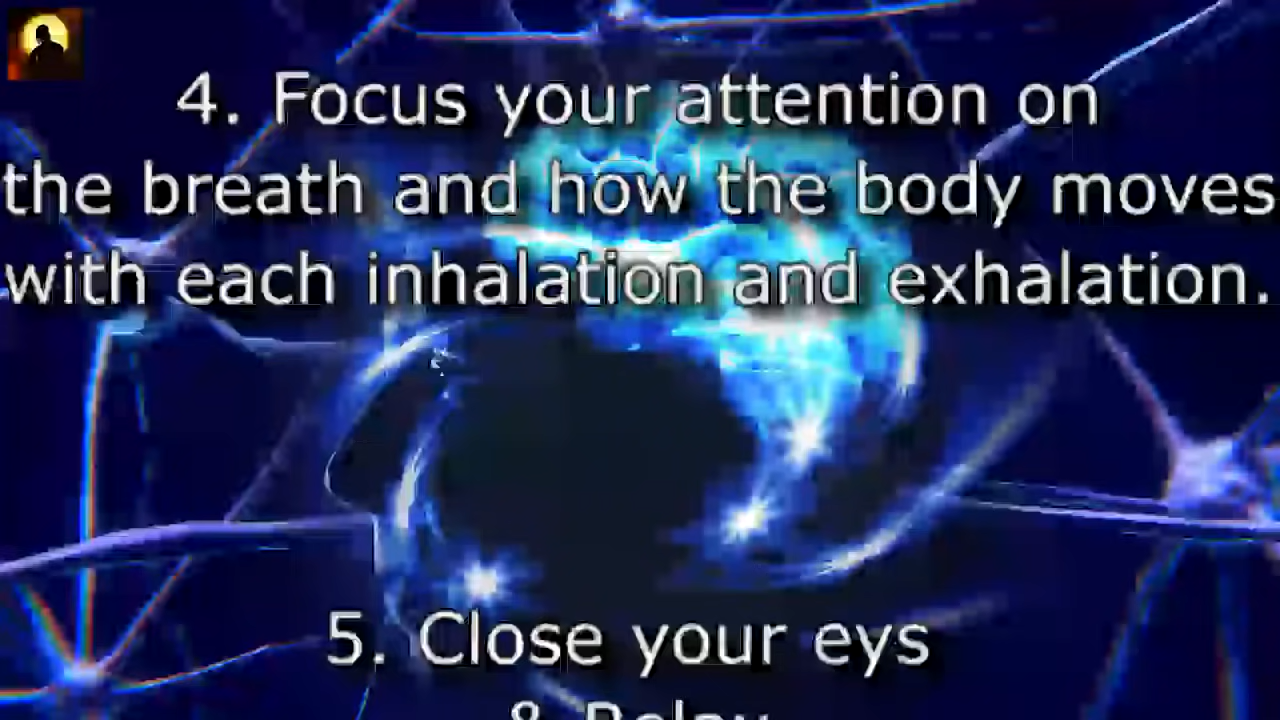 4. Focus your attention on
the breath and how the body moves
with each inhalation and exhalation.
5. Close your eys
& Relax